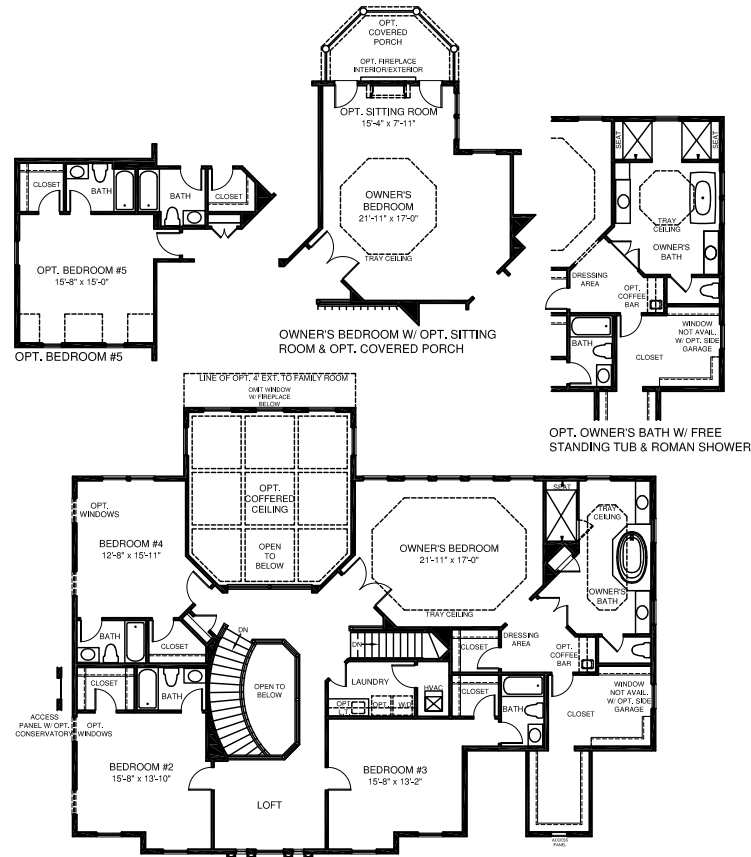 OPT.
COVERED
PORCH
OPT. FIREPLACE
INTERIOR/EXTERIOR
OPT. SITTING ROOM
15'-4" x 7'-11"
OWNER'S
BEDROOM
21'-11" x 17'-0"
TRAY CEILING
OWNER'S BEDROOM W/ OPT. SITTING
ROOM & OPT. COVERED PORCH
CLOSET
BATH
BATH
CLOSET
OPT. BEDROOM #5
15'-8" x 15'-0"
OPT. BEDROOM #5
SEAT
SEAT
TRAY
CEILING
OWNER'S
BATH
DRESSING
AREA
OPT.
COFFEE
BAR
BATH
CLOSET
WINDOW
NOT AVAIL.
W/ OPT. SIDE
GARAGE
OPT. OWNER'S BATH W/ FREE
STANDING TUB & ROMAN SHOWER
LINE OF OPT. 4' EXT. TO FAMILY ROOM
OMIT WINDOW
W/ FIREPLACE
BELOW
OPT.
COFFERED
CEILING
OPEN
TO
BELOW
OPT.
WINDOWS
BEDROOM #4
12'-8" x 15'-11"
OWNER'S BEDROOM
21'-11" x 17'-0"
TRAY CEILING
SEAT
TRAY
CEILING
OWNER'S
BATH
BATH
CLOSET
DN
OPEN TO
BELOW
DN
LAUNDRY
OPT.
L.T.
OPT.
W/D
HVAC
CLOSET
DRESSING
AREA
OPT.
COFFEE
BAR
CLOSET
BATH
CLOSET
WINDOW
NOT AVAIL.
W/ OPT. SIDE
GARAGE
CLOSET
BATH
ACCESS
PANEL W/ OPT.
CONSERVATORY
OPT.
WINDOWS
BEDROOM #2
15'-8" x 13'-10"
LOFT
BEDROOM #3
15'-8" x 13'-2"
ACCESS
PANEL